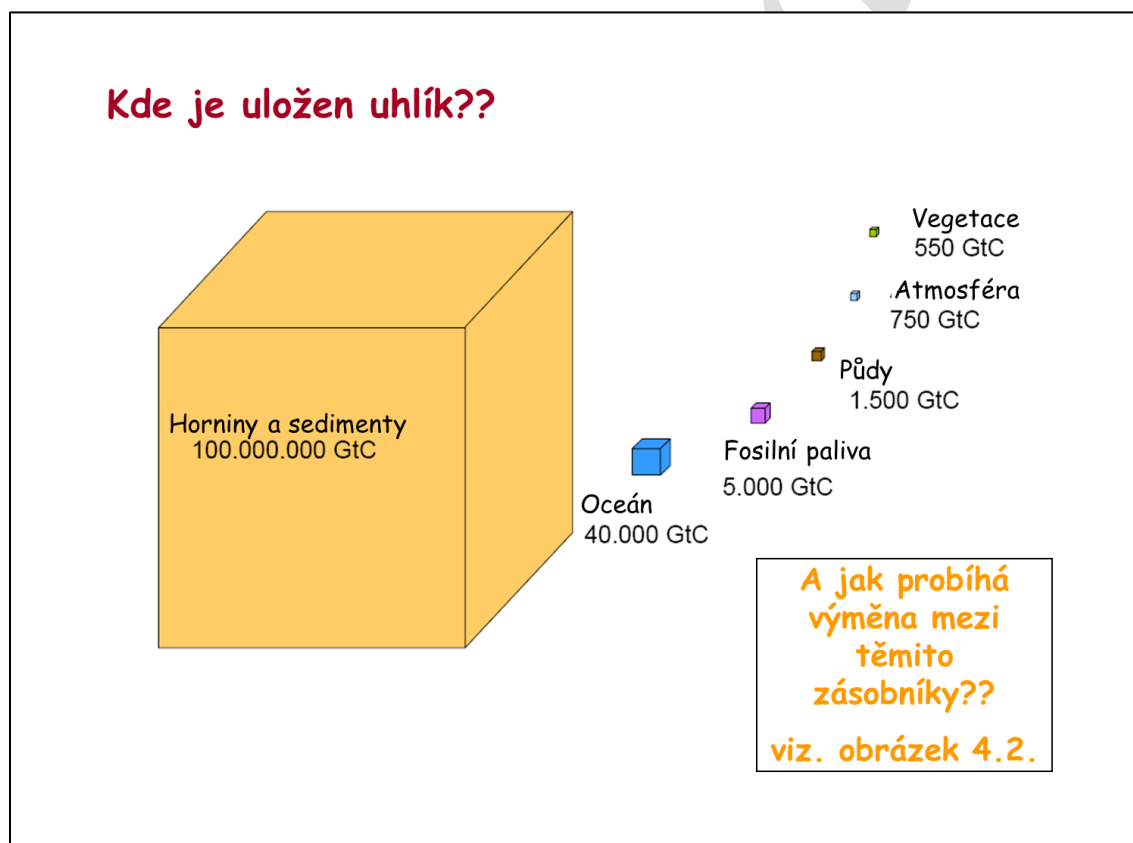 Kde je uložen uhlík??
Vegetace
550 GtC
.Atmosféra
750 GtC
Půdy
1.500 GtC
Horniny a sedimenty
100.000.000 GtC
Fosilní paliva
5.000 GtC
Oceán
40.000 GtC
A jak probíhá
výměna mezi
těmito
zásobníky??
viz. obrázek 4.2.